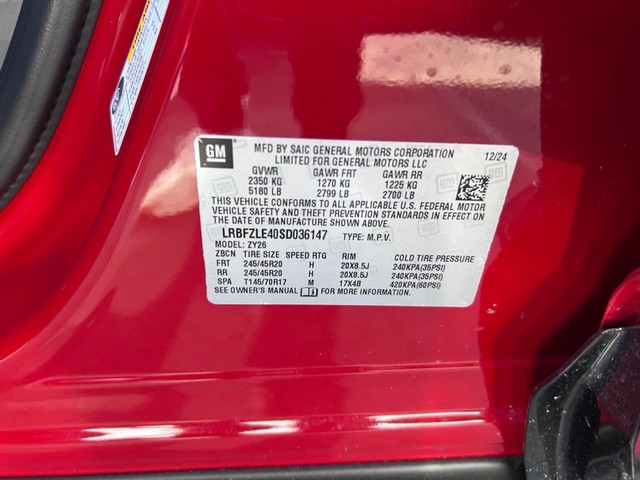 GM
MFD BY SAIC GENERAL MOTORS CORPORATION
LIMITED FOR GENERAL MOTORS LLC
12/24
GVWR GAWR FRT GAWR RR
2350 KG 1270 KG 1225 KG
5180 LB 2799 LB 2700 LB
THIS VEHICLE CONFORMS TO ALL APPLICABLE U.S. FEDERAL MOTOR
VEHICLE SAFETY AND THEFT PREVENTION STANDARDS IN EFFECT ON
THE DATE OF MANUFACTURE SHOWN ABOVE.
LRBFZLE40SD036147 TYPE: M.P.V.
MODEL: ZY26
ZBCN TIRE SIZE SPEED RTG RIM COLD TIRE PRESSURE
FRT 245/45R20 H 20X8.5J 240KPA(35PSI)
RR 245/45R20 H 20X8.5J 240KPA(35PSI)
SPA T145/70R17 M 17X4B 420KPA(60PSI)
SEE OWNER'S MANUAL FOR MORE INFORMATION.